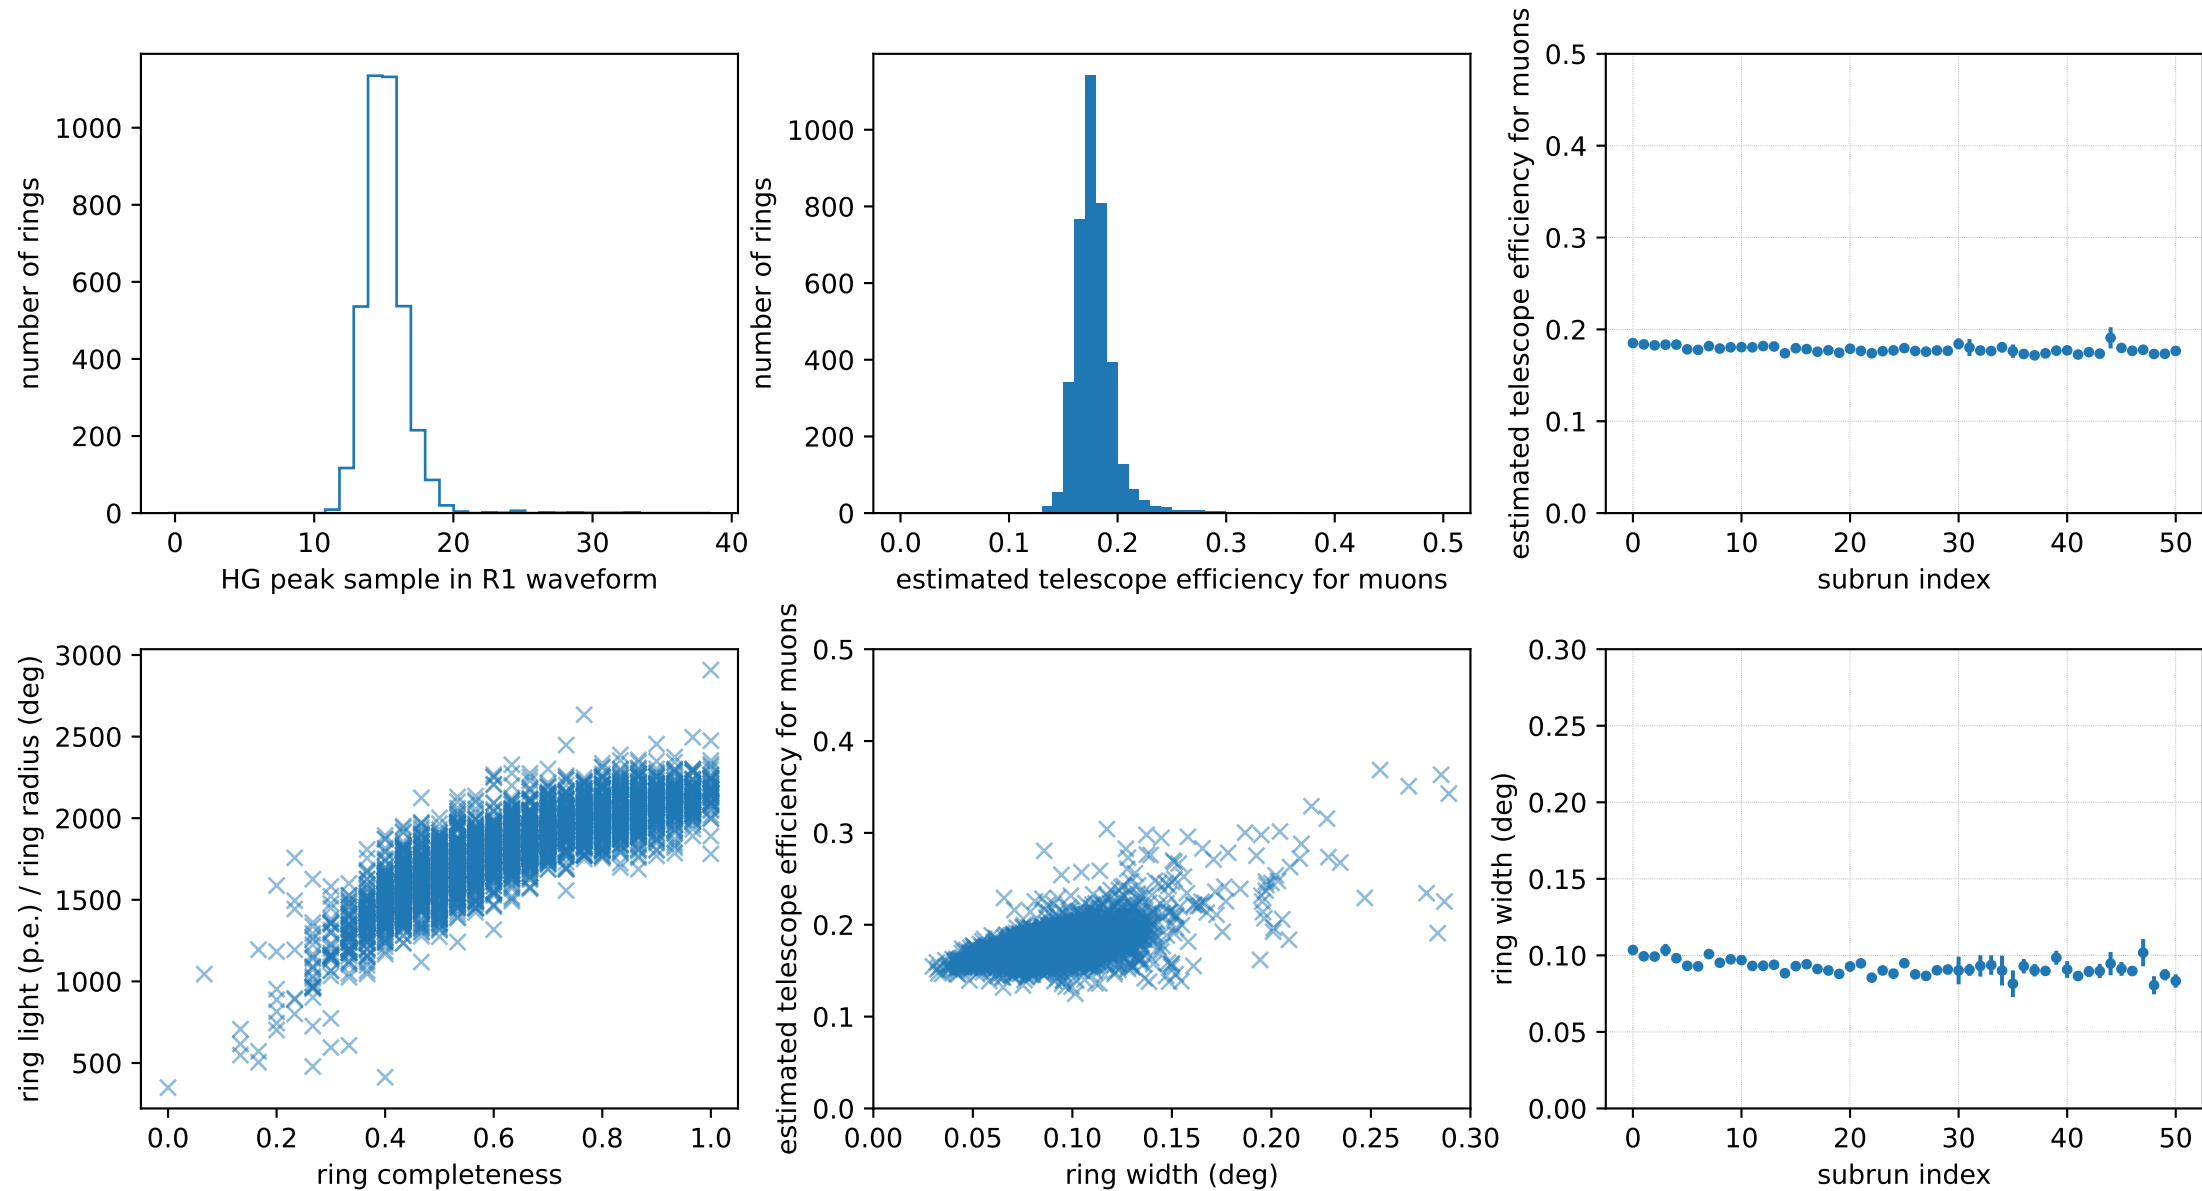 number of rings
1000
800
600
400
200
0
0 10 20 30 40
HG peak sample in R1 waveform
number of rings
1000
800
600
400
200
0
0.0 0.1 0.2 0.3 0.4 0.5
estimated telescope efficiency for muons
estimated telescope efficiency for muons
0.5
0.4
0.3
0.2
0.1
0.0
0 10 20 30 40 50
subrun index
ring light (p.e.) / ring radius (deg)
3000
2500
2000
1500
1000
500
0.0 0.2 0.4 0.6 0.8 1.0
ring completeness
estimated telescope efficiency for muons
0.5
0.4
0.3
0.2
0.1
0.0
0.00 0.05 0.10 0.15 0.20 0.25 0.30
ring width (deg)
ring width (deg)
0.30
0.25
0.20
0.15
0.10
0.05
0.00
0 10 20 30 40 50
subrun index